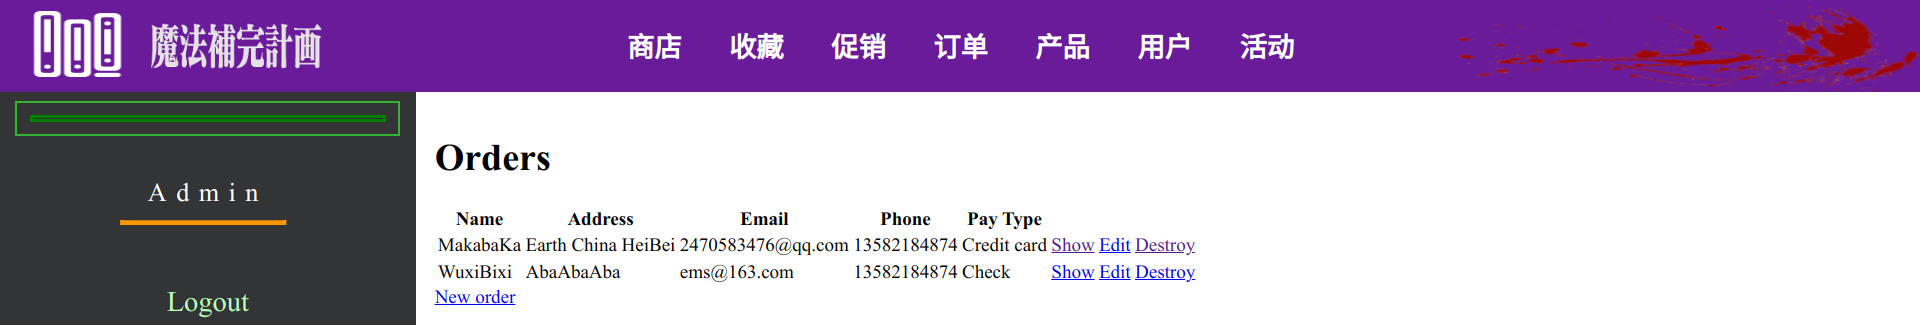 魔法補完計画
商店 收藏 促销 订单 产品 用户 活动
Admin
Logout
Orders
Name Address Email Phone Pay Type
MakabaKa Earth China HeiBei 2470583476@qq.com 13582184874 Credit card Show Edit Destroy
WuxiBixi AbaAbaAba ems@163.com 13582184874 Check Show Edit Destroy
New order